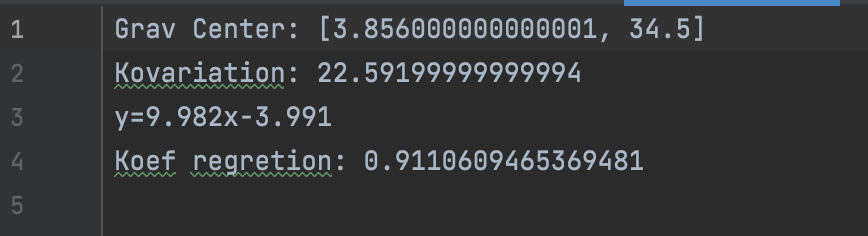 1 Grav Center: [3.856000000000001, 34.5]
2 Kovariation: 22.59199999999994
3 y=9.982x-3.991
4 Koef regretion: 0.9110609465369481
5